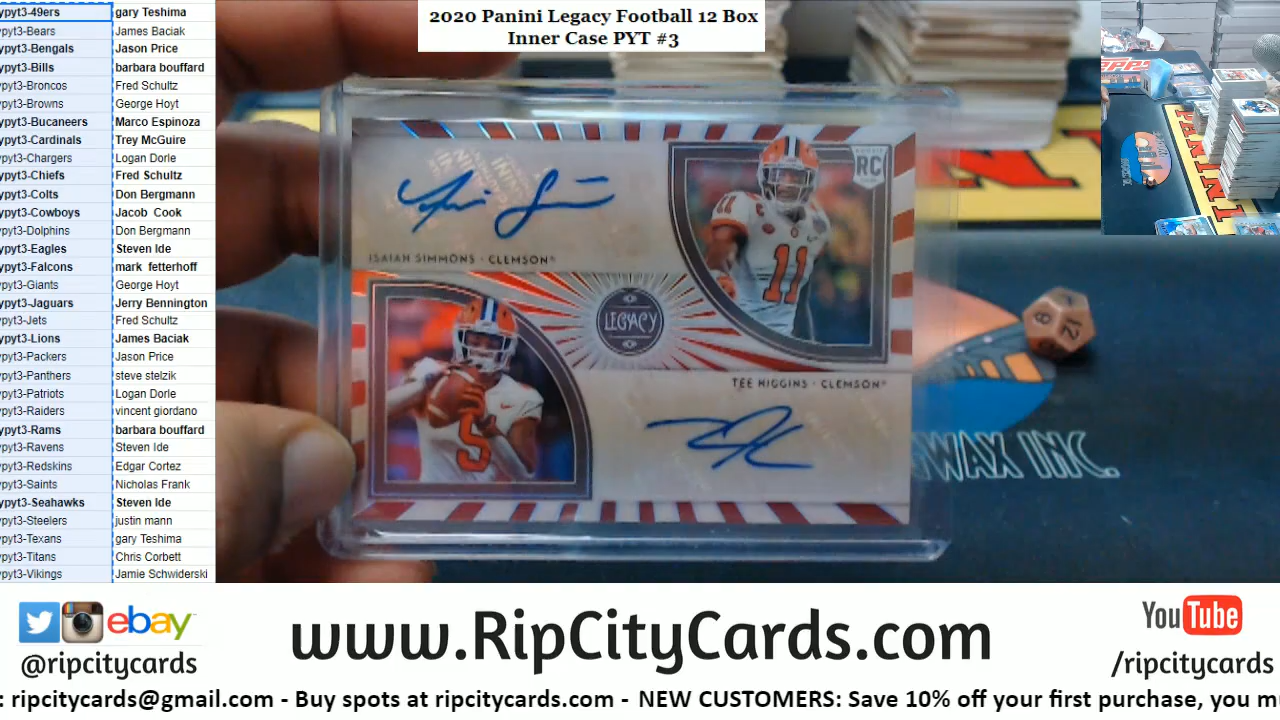 2020 Panini Legacy Football 12 Box
Inner Case PYT #3
ypyt3-49ers gary Teshima
ypyt3-Bears James Baciak
ypyt3-Bengals Jason Price
ypyt3-Bills barbara bouffard
ypyt3-Broncos Fred Schultz
ypyt3-Browns George Hoyt
ypyt3-Bucaneers Marco Espinoza
ypyt3-Cardinals Trey McGuire
ypyt3-Chargers Logan Dorle
ypyt3-Chiefs Fred Schultz
ypyt3-Colts Don Bergmann
ypyt3-Cowboys Jacob Cook
ypyt3-Dolphins Don Bergmann
ypyt3-Eagles Steven Ide
ypyt3-Falcons mark fetterhoff
ypyt3-Giants George Hoyt
ypyt3-Jaguars Jerry Bennington
ypyt3-Jets Fred Schultz
ypyt3-Lions James Baciak
ypyt3-Packers Jason Price
ypyt3-Panthers steve stelzik
ypyt3-Patriots Logan Dorle
ypyt3-Raiders vincent giordano
ypyt3-Rams barbara bouffard
ypyt3-Ravens Steven Ide
ypyt3-Redskins Edgar Cortez
ypyt3-Saints Nicholas Frank
ypyt3-Seahawks Steven Ide
ypyt3-Steelers justin mann
ypyt3-Texans gary Teshima
ypyt3-Titans Chris Corbett
ypyt3-Vikings Jamie Schwiderski
RC
11
ISAIAH SIMMONS · CLEMSON
LEGACY
5
TEE HIGGINS · CLEMSON
12
WAX INC.
PANINI
ebay
@ripcitycards
www.RipCityCards.com
YouTube
/ripcitycards
: ripcitycards@gmail.com - Buy spots at ripcitycards.com - NEW CUSTOMERS: Save 10% off your first purchase, you m